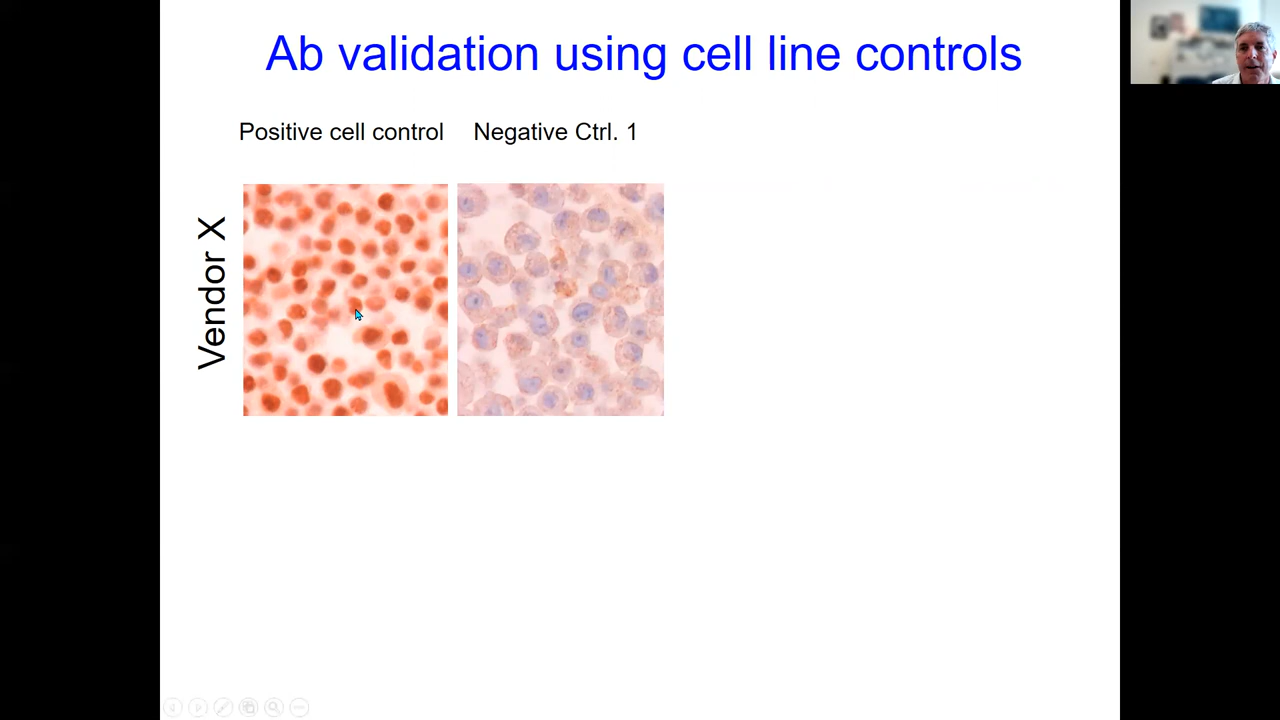 Ab validation using cell line controls
Positive cell control
Negative Ctrl. 1
Vendor X